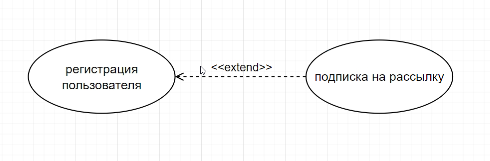 регистрация
пользователя
<<extend>>
подписка на рассылку